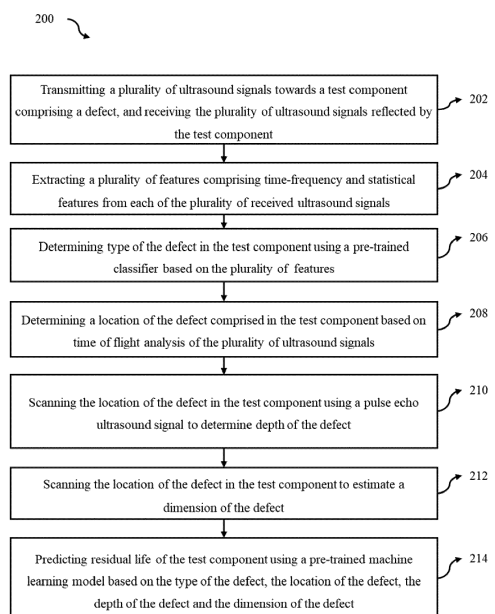 200
Transmitting a plurality of ultrasound signals towards a test component
comprising a defect, and receiving the plurality of ultrasound signals reflected by
the test component
202
Extracting a plurality of features comprising time-frequency and statistical
features from each of the plurality of received ultrasound signals
204
Determining type of the defect in the test component using a pre-trained
classifier based on the plurality of features
206
Determining a location of the defect comprised in the test component based on
time of flight analysis of the plurality of ultrasound signals
208
Scanning the location of the defect in the test component using a pulse echo
ultrasound signal to determine depth of the defect
210
Scanning the location of the defect in the test component to estimate a
dimension of the defect
212
Predicting residual life of the test component using a pre-trained machine
learning model based on the type of the defect, the location of the defect, the
depth of the defect and the dimension of the defect
214